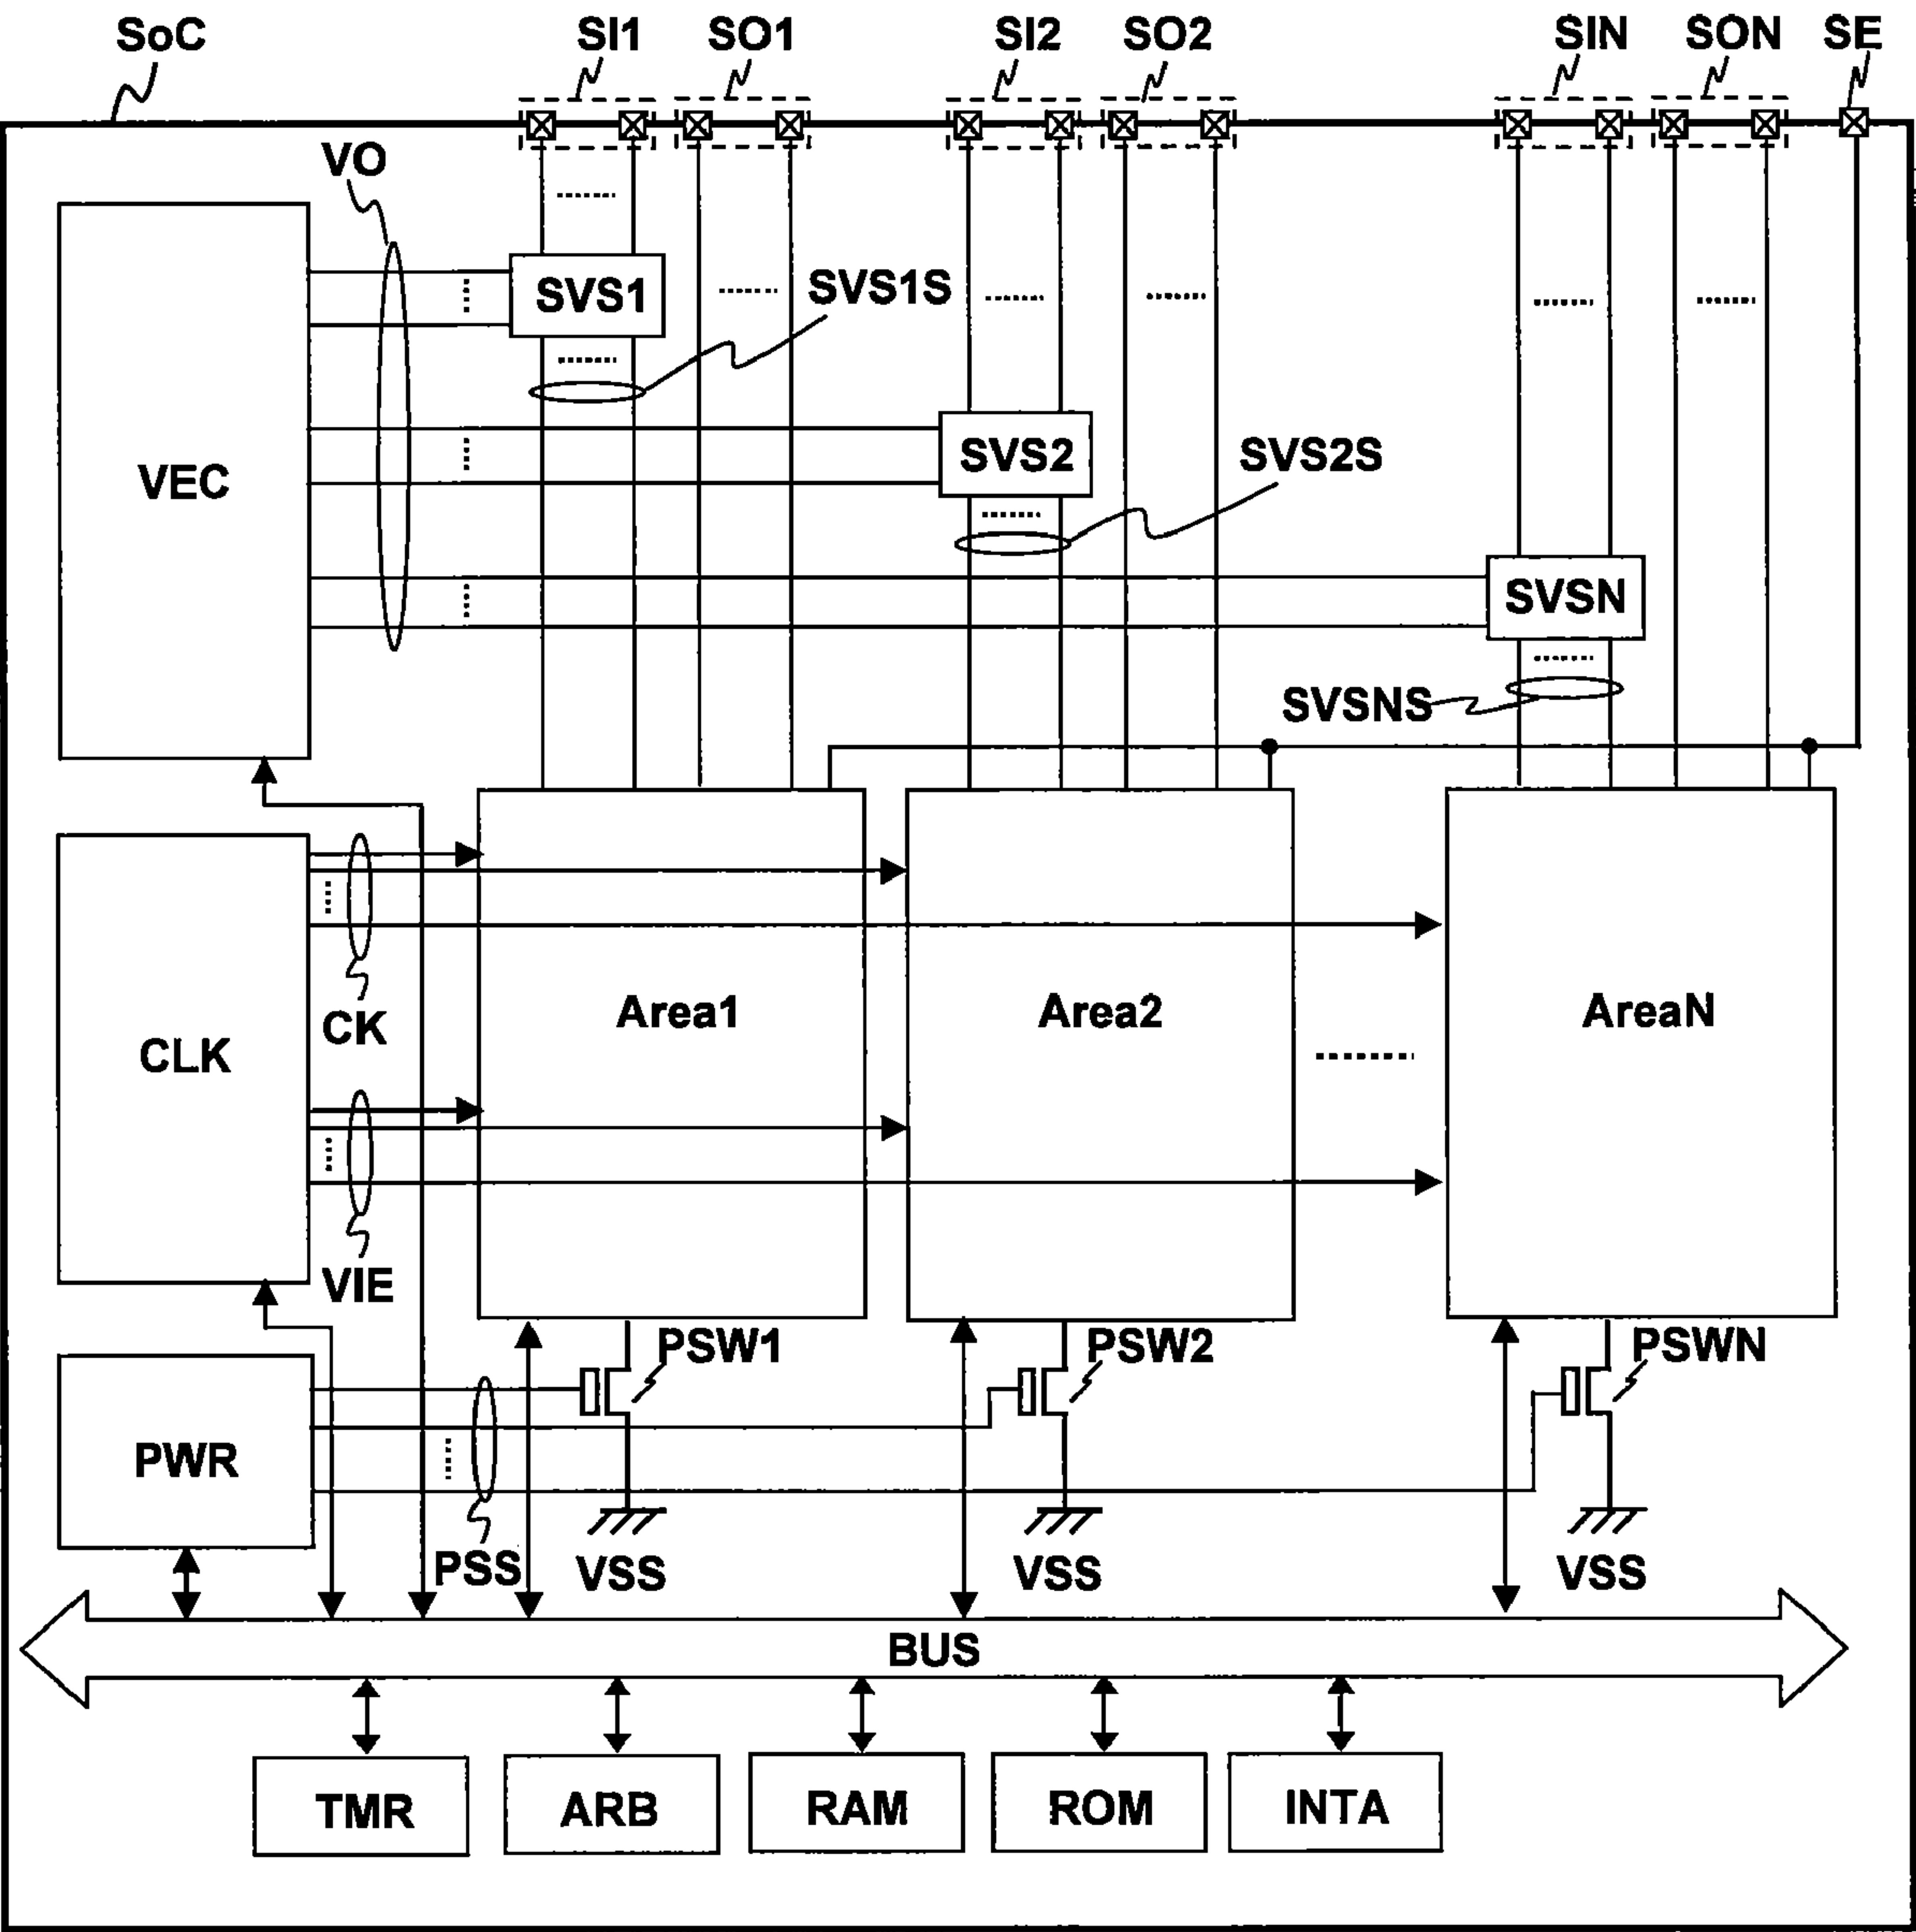 SoC SI1 SO1 SI2 SO2 SIN SON SE
VO
SVS1 SVS1S
VEC SVS2 SVS2S
SVSN
SVSNS
Area1 Area2 AreaN
CK
CLK
VIE
PSW1 PSW2 PSWN
PWR
PSS VSS VSS VSS
BUS
TMR ARB RAM ROM INTA